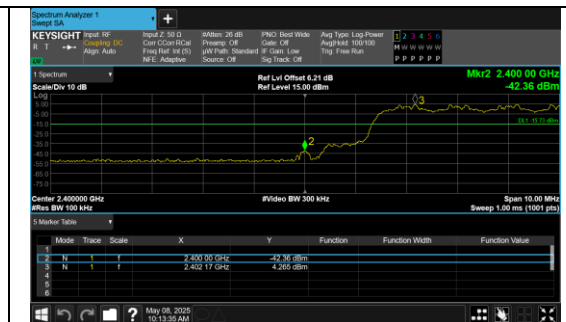 Spectrum Analyzer 1
Swept SA
+
KEYSIGHT Input: RF Input Z: 50 Ω #Atten: 26 dB PNO: Best Wide Avg Type: Log-Power 1 2 3 4 5 6
R T Coupling: DC Corr CCorr RCal Preamp: Off Gate: Off Avg|Hold: 100/100 M W W W W W
Align: Auto Freq Ref: Int (S) µW Path: Standard IF Gain: Low Trig: Free Run
NFE: Adaptive Source: Off Sig Track: Off P P P P P P
1 Spectrum Ref Lvl Offset 6.21 dB Mkr2 2.400 00 GHz
Scale/Div 10 dB Ref Level 15.00 dBm -42.36 dBm
Log
3
5.00
-5.00
-15.0 DL1 -15.73 dBm
-25.0
-35.0 2
-45.0
-55.0
-65.0
-75.0
Center 2.400000 GHz #Video BW 300 kHz Span 10.00 MHz
#Res BW 100 kHz Sweep 1.00 ms (1001 pts)
5 Marker Table
Mode Trace Scale X Y Function Function Width Function Value
1
2 N 1 f 2.400 00 GHz -42.36 dBm
3 N 1 f 2.402 17 GHz 4.265 dBm
4
5
6
? May 08, 2025
10:13:35 AM